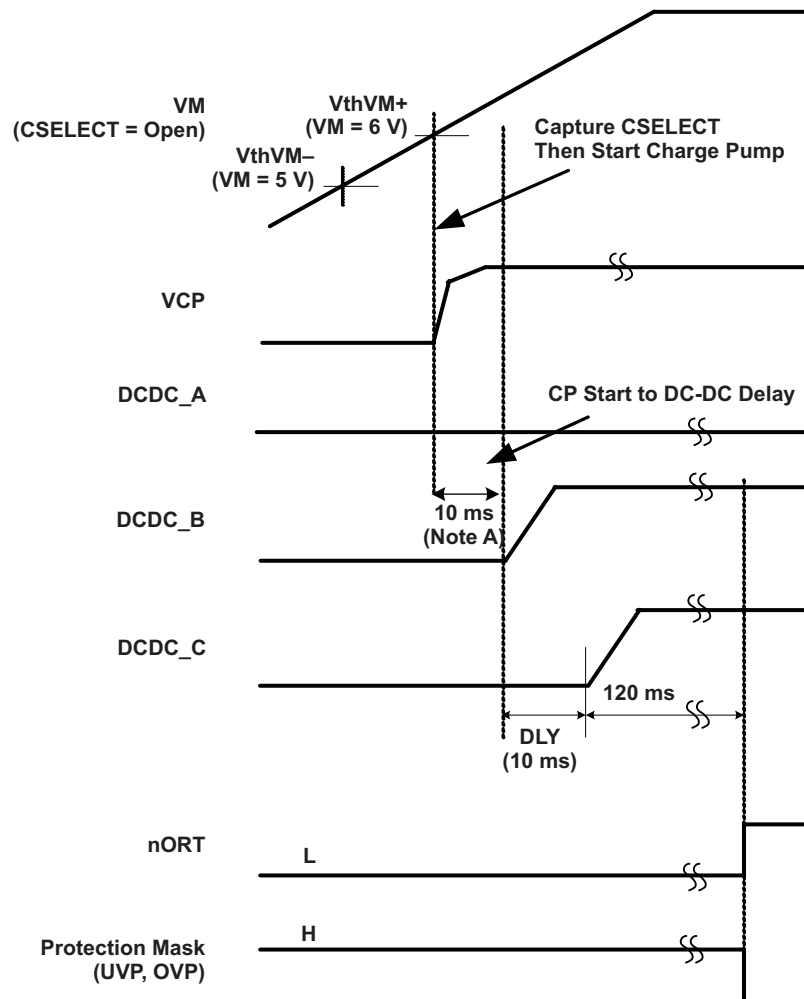 VM
(CSELECT = Open)
VthVM+
(VM = 6 V)
VthVM–
(VM = 5 V)
Capture CSELECT
Then Start Charge Pump
VCP
DCDC_A
CP Start to DC-DC Delay
10 ms
(Note A)
DCDC_B
DCDC_C
120 ms
DLY
(10 ms)
nORT
L
Protection Mask
(UVP, OVP)
H